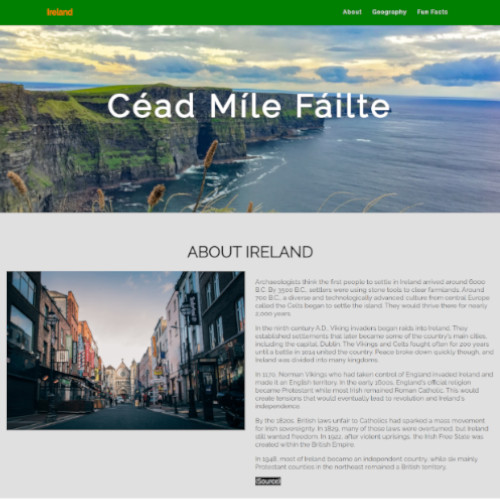 Ireland
About Geography Fun Facts
Céad Míle Fáilte
ABOUT IRELAND
Archaeologists think the first people to settle in Ireland arrived around 6000
B.C. By 3500 B.C., settlers were using stone tools to clear farmlands. Around
700 B.C., a diverse and technologically advanced culture from central Europe
called the Celts began to settle the island. They would thrive there for nearly
2,000 years.
In the ninth century A.D., Viking invaders began raids into Ireland. They
established settlements that later became some of the country's main cities,
including the capital, Dublin. The Vikings and Celts fought often for 200 years
until a battle in 1014 united the country. Peace broke down quickly though, and
Ireland was divided into many kingdoms.
In 1170, Norman Vikings who had taken control of England invaded Ireland and
made it an English territory. In the early 1600s, England's official religion
became Protestant while most Irish remained Roman Catholic. This would
create tensions that would eventually lead to revolution and Ireland's
independence.
By the 1820s, British laws unfair to Catholics had sparked a mass movement
for Irish sovereignty. In 1829, many of those laws were overturned, but Ireland
still wanted freedom. In 1922, after violent uprisings, the Irish Free State was
created within the British Empire.
In 1948, most of Ireland became an independent country, while six mainly
Protestant counties in the northeast remained a British territory.
(Source)